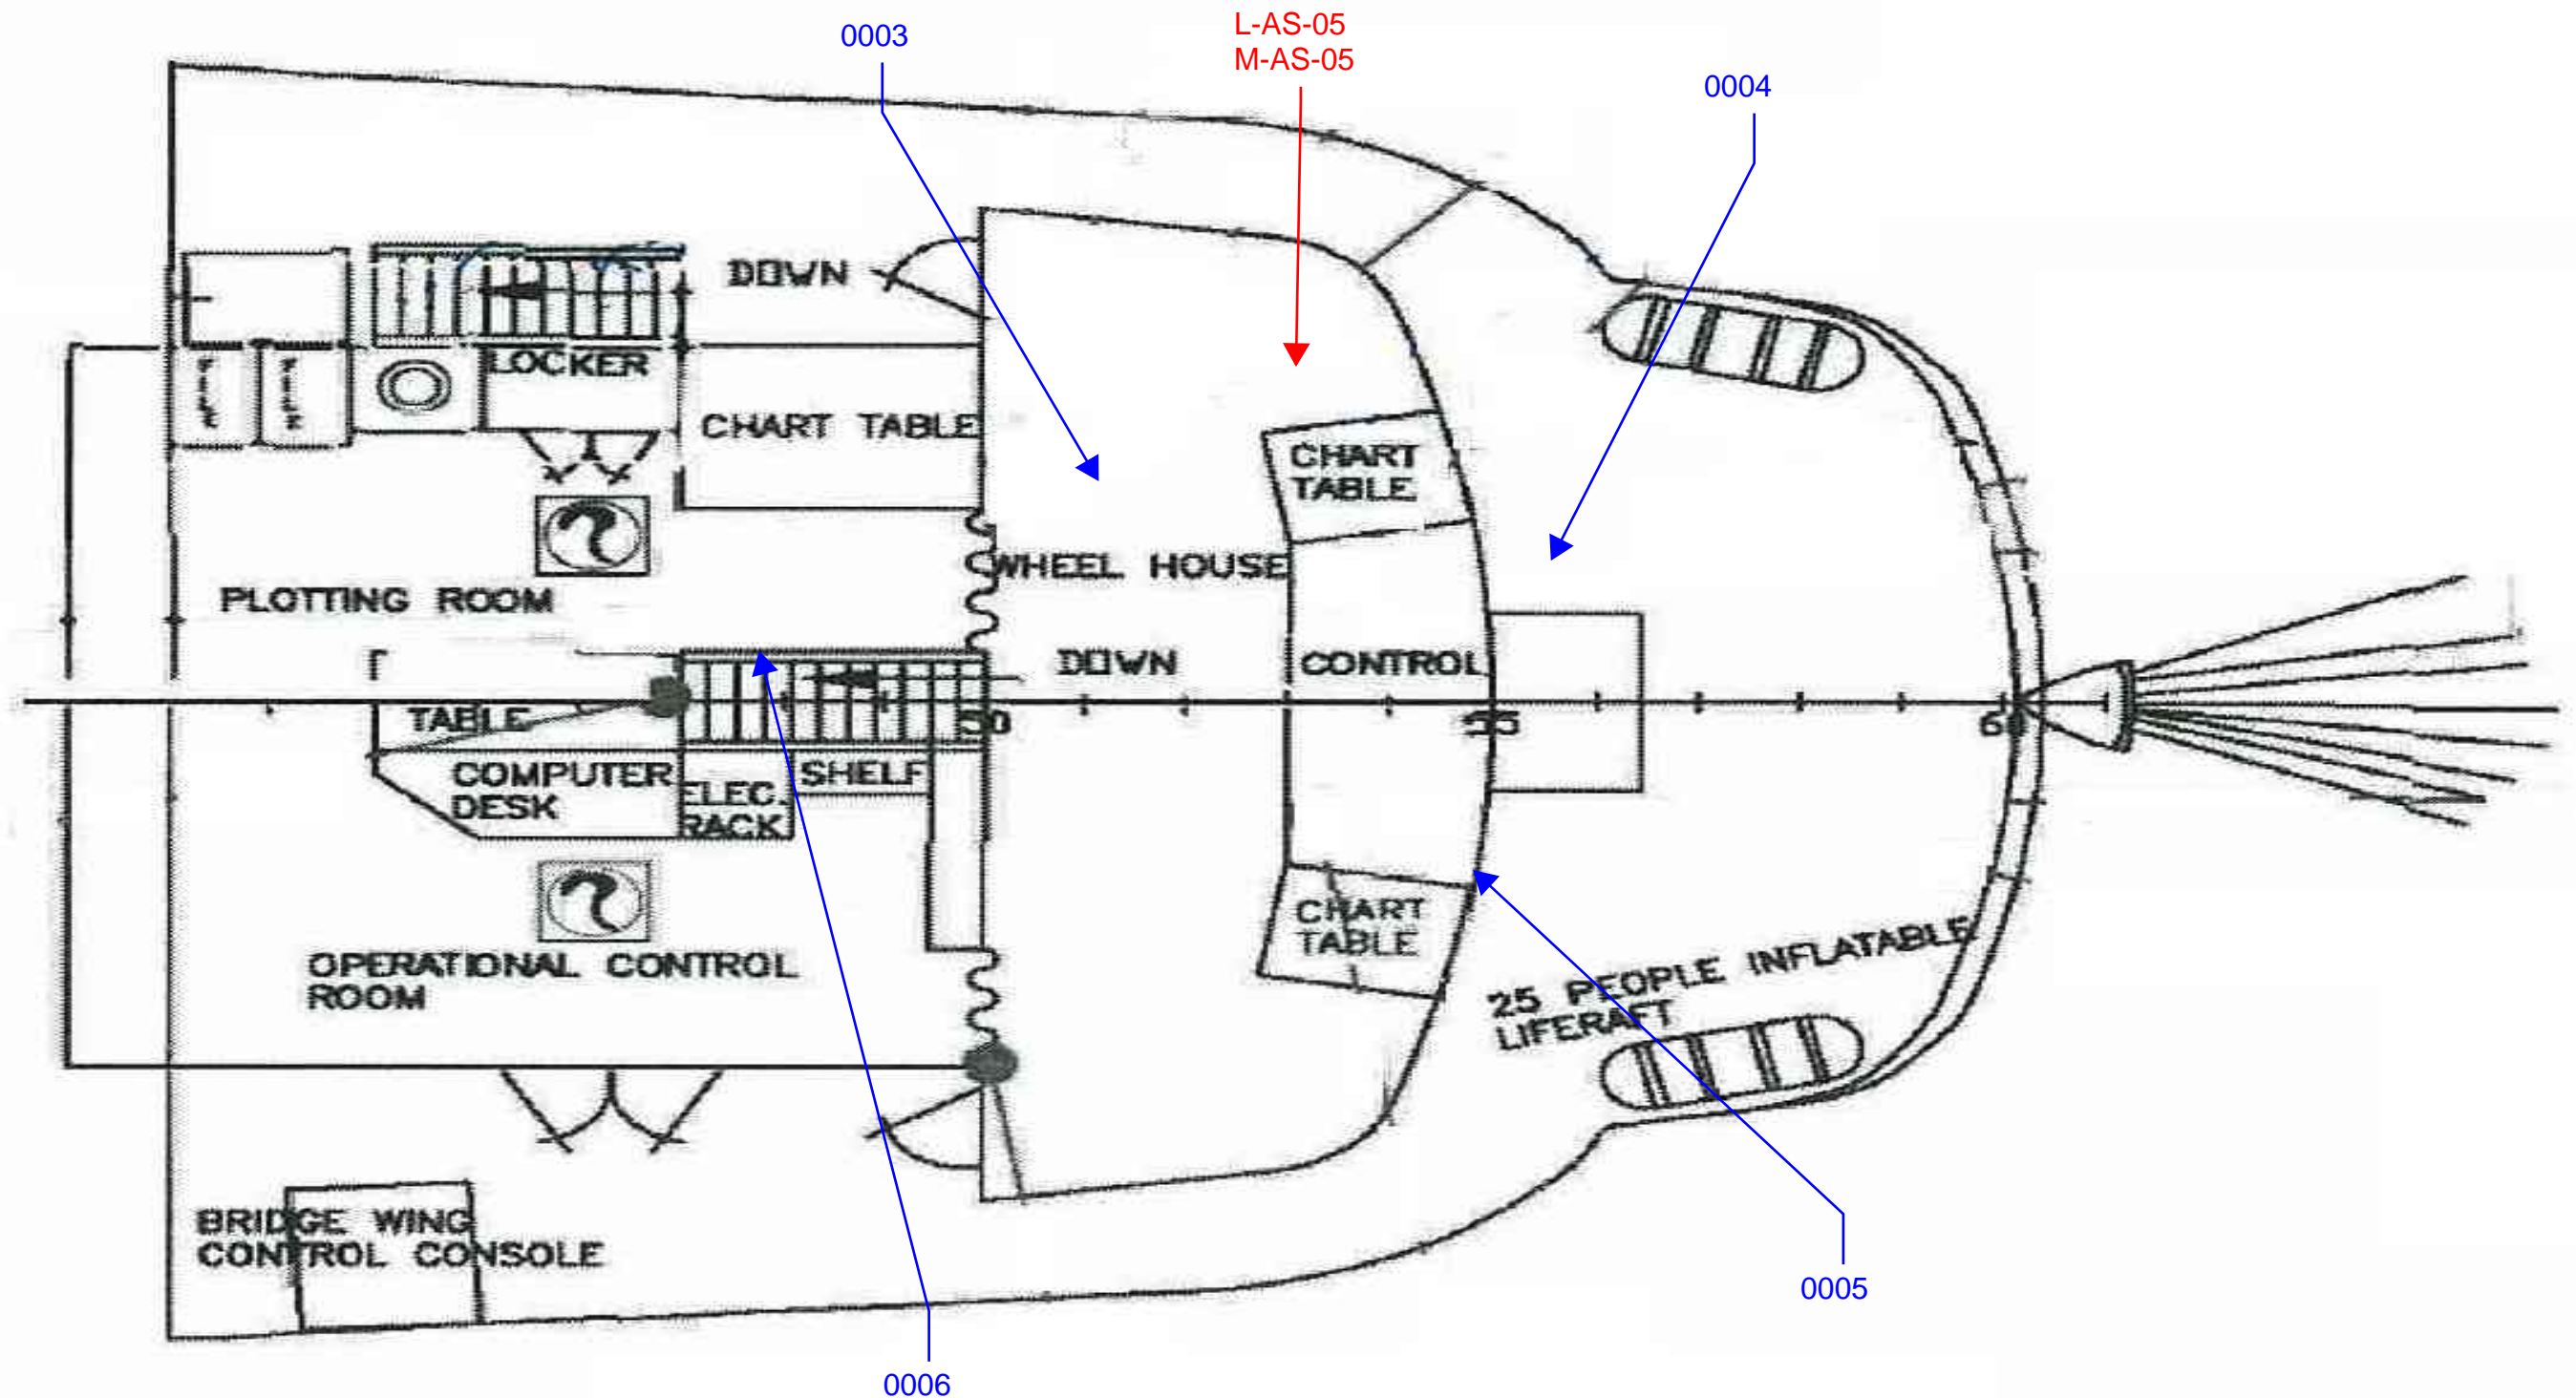 0003
L-AS-05
M-AS-05
0004
DOWN
LOCKER
CHART TABLE
CHART
TABLE
WHEEL HOUSE
PLOTTING ROOM
DOWN
CONTROL
TABLE
50
55
COMPUTER
DESK
ELEC.
RACK
SHELF
CHART
TABLE
OPERATIONAL CONTROL
ROOM
25 PEOPLE INFLATABLE
LIFERAFT
BRIDGE WING
CONTROL CONSOLE
0005
0006